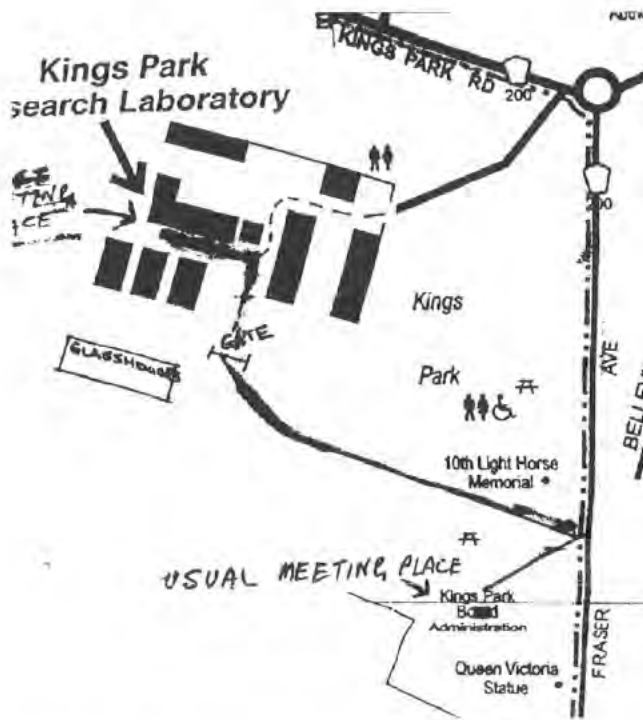 KINGS PARK RD
200
Kings Park
search Laboratory
200
GATE
GLASSHOUSES
Kings
Park
AVE
10th Light Horse
Memorial
USUAL MEETING PLACE
Kings Park
Board
Administration
FRASER
Queen Victoria
Statue